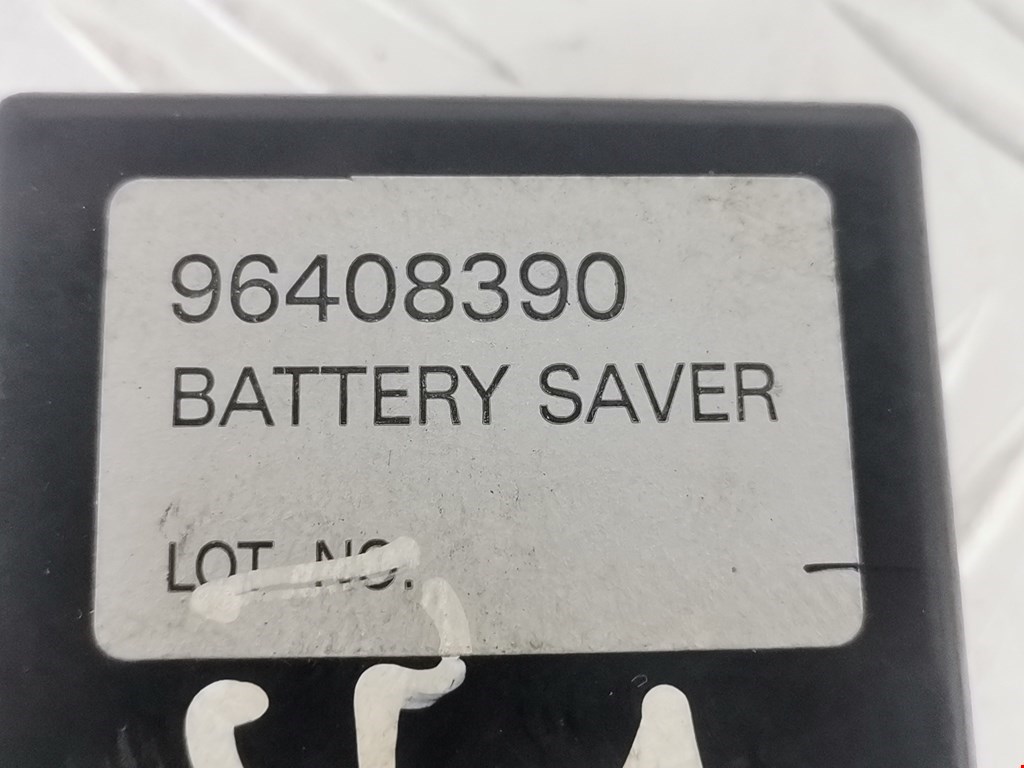 96408390
BATTERY SAVER
LOT NO.